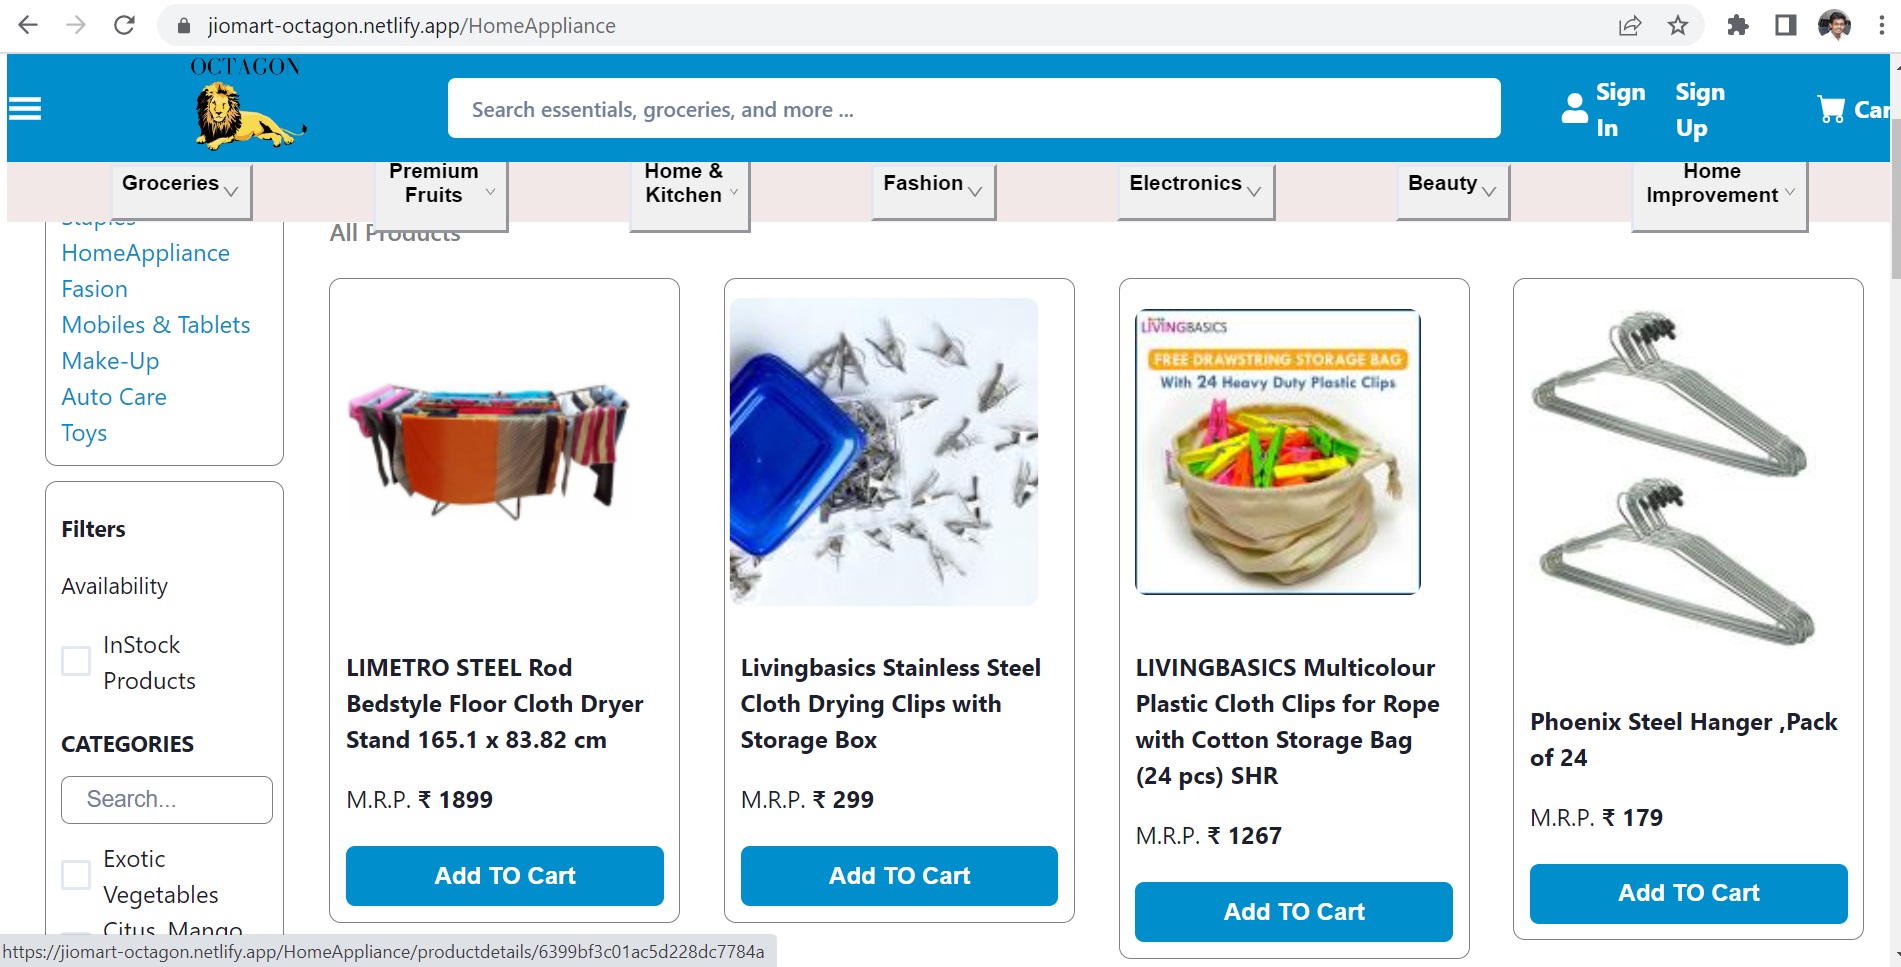 jiomart-octagon.netlify.app/HomeAppliance
OCTAGON
Search essentials, groceries, and more ...
Sign In
Sign Up
Car
Groceries
Premium Fruits
Home & Kitchen
Fashion
Electronics
Beauty
Home Improvement
Staples
HomeAppliance
Fasion
Mobiles & Tablets
Make-Up
Auto Care
Toys
Filters
Availability
InStock
Products
CATEGORIES
Search...
Exotic
Vegetables
Citus, Mango
All Products
LIMETRO STEEL Rod
Bedstyle Floor Cloth Dryer
Stand 165.1 x 83.82 cm
M.R.P. ₹ 1899
Add TO Cart
Livingbasics Stainless Steel
Cloth Drying Clips with
Storage Box
M.R.P. ₹ 299
Add TO Cart
LIVINGBASICS
FREE DRAWSTRING STORAGE BAG
With 24 Heavy Duty Plastic Clips
LIVINGBASICS Multicolour
Plastic Cloth Clips for Rope
with Cotton Storage Bag
(24 pcs) SHR
M.R.P. ₹ 1267
Add TO Cart
Phoenix Steel Hanger ,Pack
of 24
M.R.P. ₹ 179
Add TO Cart
https://jiomart-octagon.netlify.app/HomeAppliance/productdetails/6399bf3c01ac5d228dc7784a